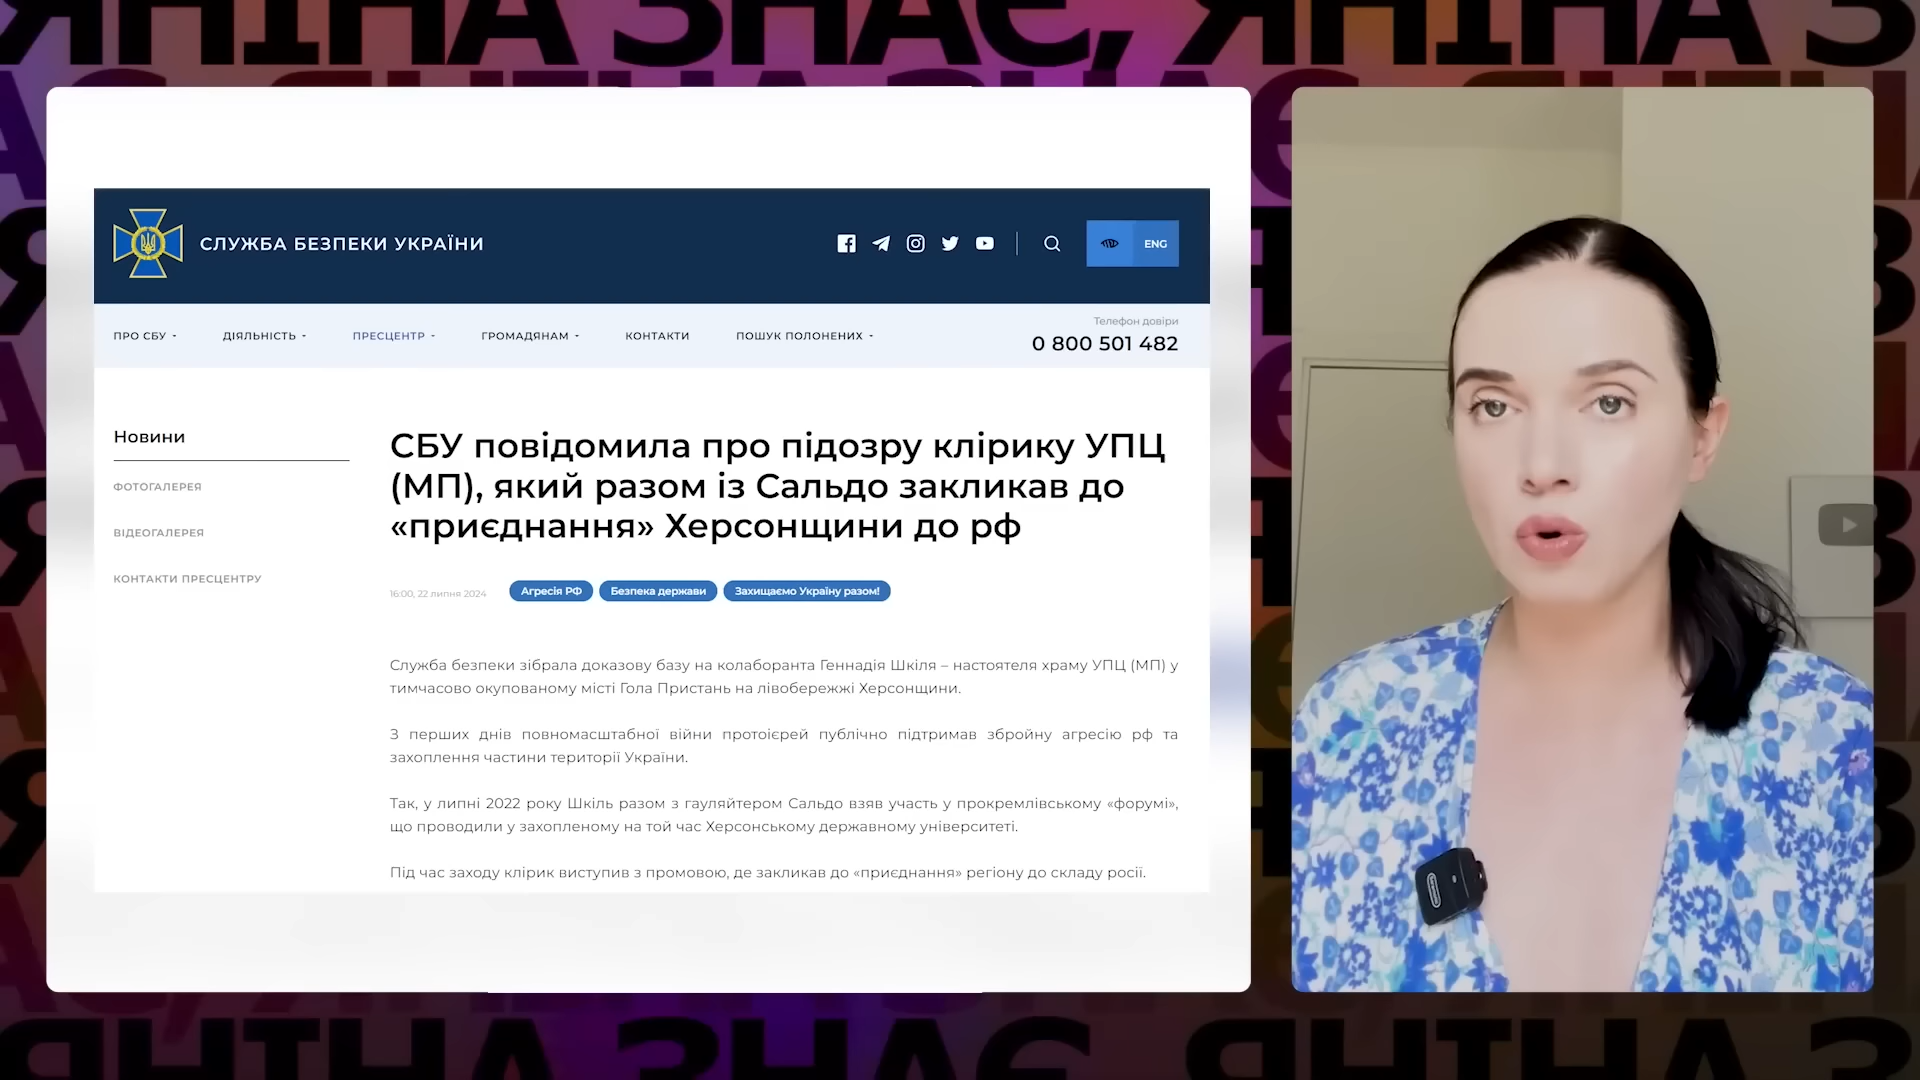 ЯНІНА ЗНАЄ, ЯНІНА З
СЛУЖБА БЕЗПЕКИ УКРАЇНИ
ENG
ПРО СБУ
ДІЯЛЬНІСТЬ
ПРЕСЦЕНТР
ГРОМАДЯНАМ
КОНТАКТИ
ПОШУК ПОЛОНЕНИХ
Телефон довіри
0 800 501 482
Новини
ФОТОГАЛЕРЕЯ
ВІДЕОГАЛЕРЕЯ
КОНТАКТИ ПРЕСЦЕНТРУ
СБУ повідомила про підозру клірику УПЦ
(МП), який разом із Сальдо закликав до
«приєднання» Херсонщини до рф
16:00, 22 липня 2024
Агресія РФ
Безпека держави
Захищаємо Україну разом!
Служба безпеки зібрала доказову базу на колаборанта Геннадія Шкіля – настоятеля храму УПЦ (МП) у
тимчасово окупованому місті Гола Пристань на лівобережжі Херсонщини.
З перших днів повномасштабної війни протоієрей публічно підтримав збройну агресію рф та
захоплення частини території України.
Так, у липні 2022 року Шкіль разом з гауляйтером Сальдо взяв участь у прокремлівському «форумі»,
що проводили у захопленому на той час Херсонському державному університеті.
Під час заходу клірик виступив з промовою, де закликав до «приєднання» регіону до складу росії.
ЯНІНА ЗНАЄ, ЯНІНА З